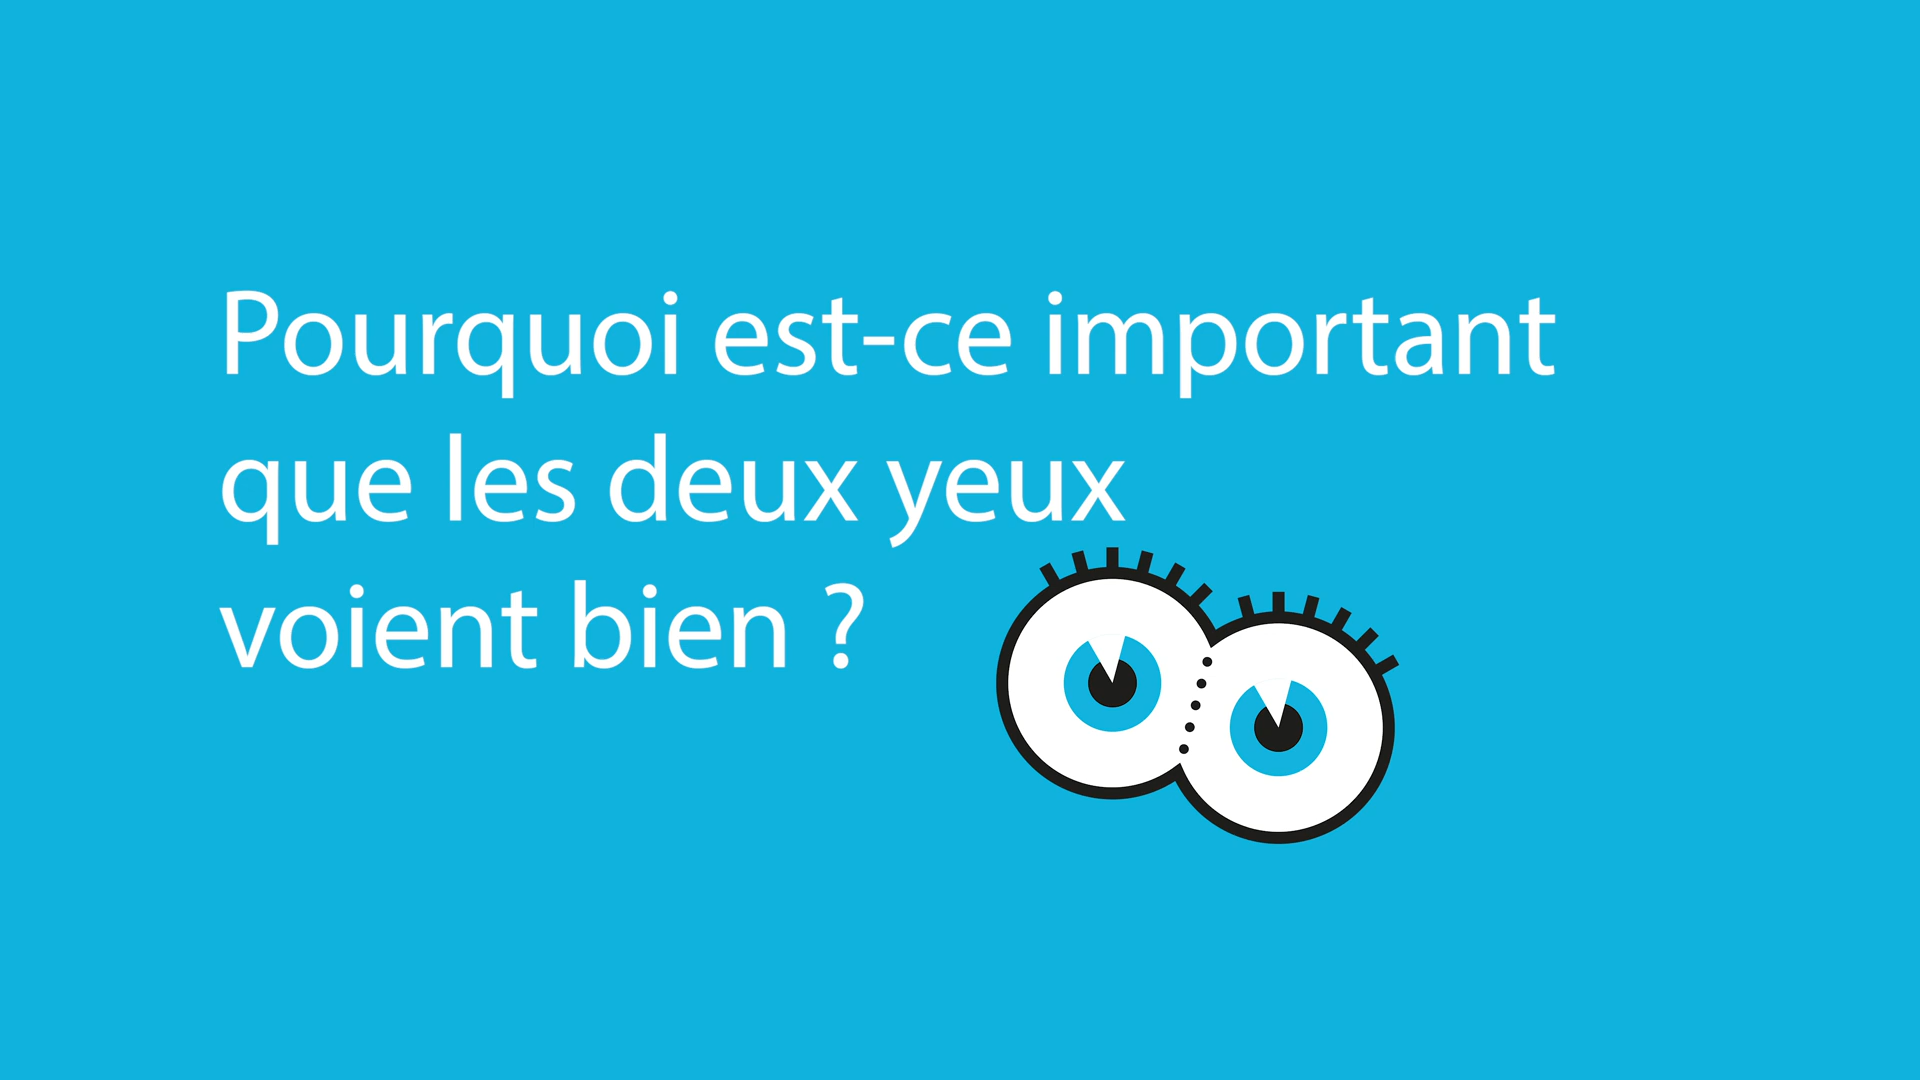 Pourquoi est-ce important
que les deux yeux
voient bien ?